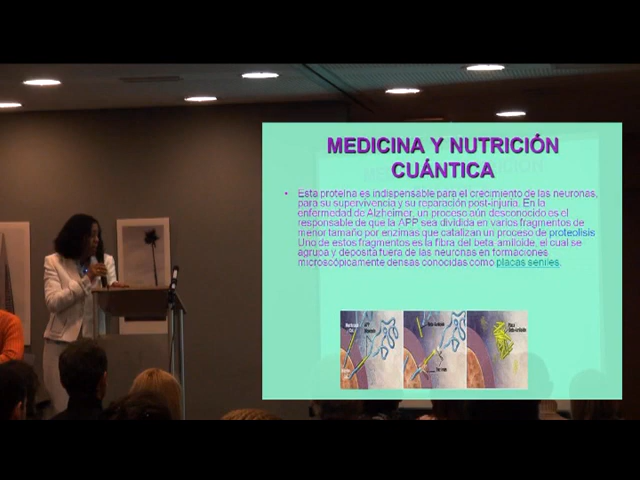 MEDICINA Y NUTRICIÓN
CUÁNTICA
• Esta proteína es indispensable para el crecimiento de las neuronas,
para su supervivencia y su reparación post-injuria. En la
enfermedad de Alzheimer, un proceso aún desconocido es el
responsable de que la APP sea dividida en varios fragmentos de
menor tamaño por enzimas que catalizan un proceso de proteolisis
Uno de estos fragmentos es la fibra del beta amiloide, el cual se
agrupa y deposita fuera de las neuronas en formaciones
microscópicamente densas conocidas como placas seniles.